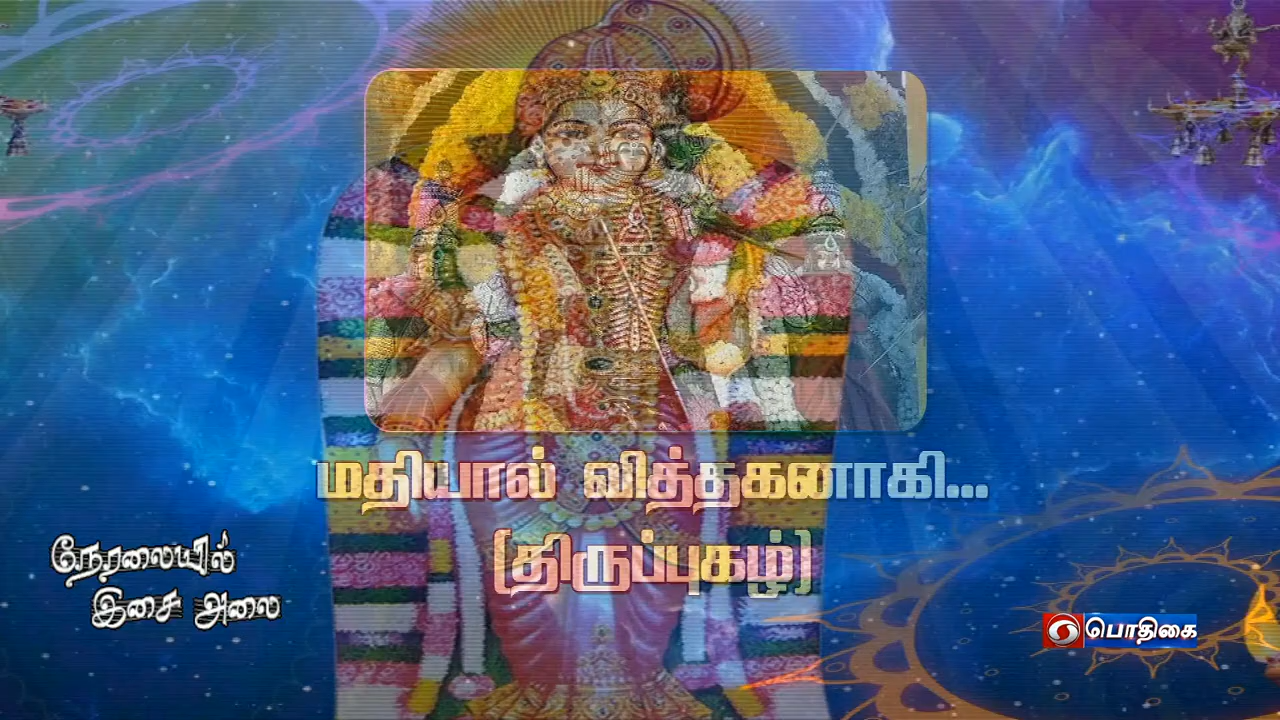 மதியால் வித்தகனாகி...
(திருப்புகழ்)
நேரலையில்
இசை அலை
பொதிகை